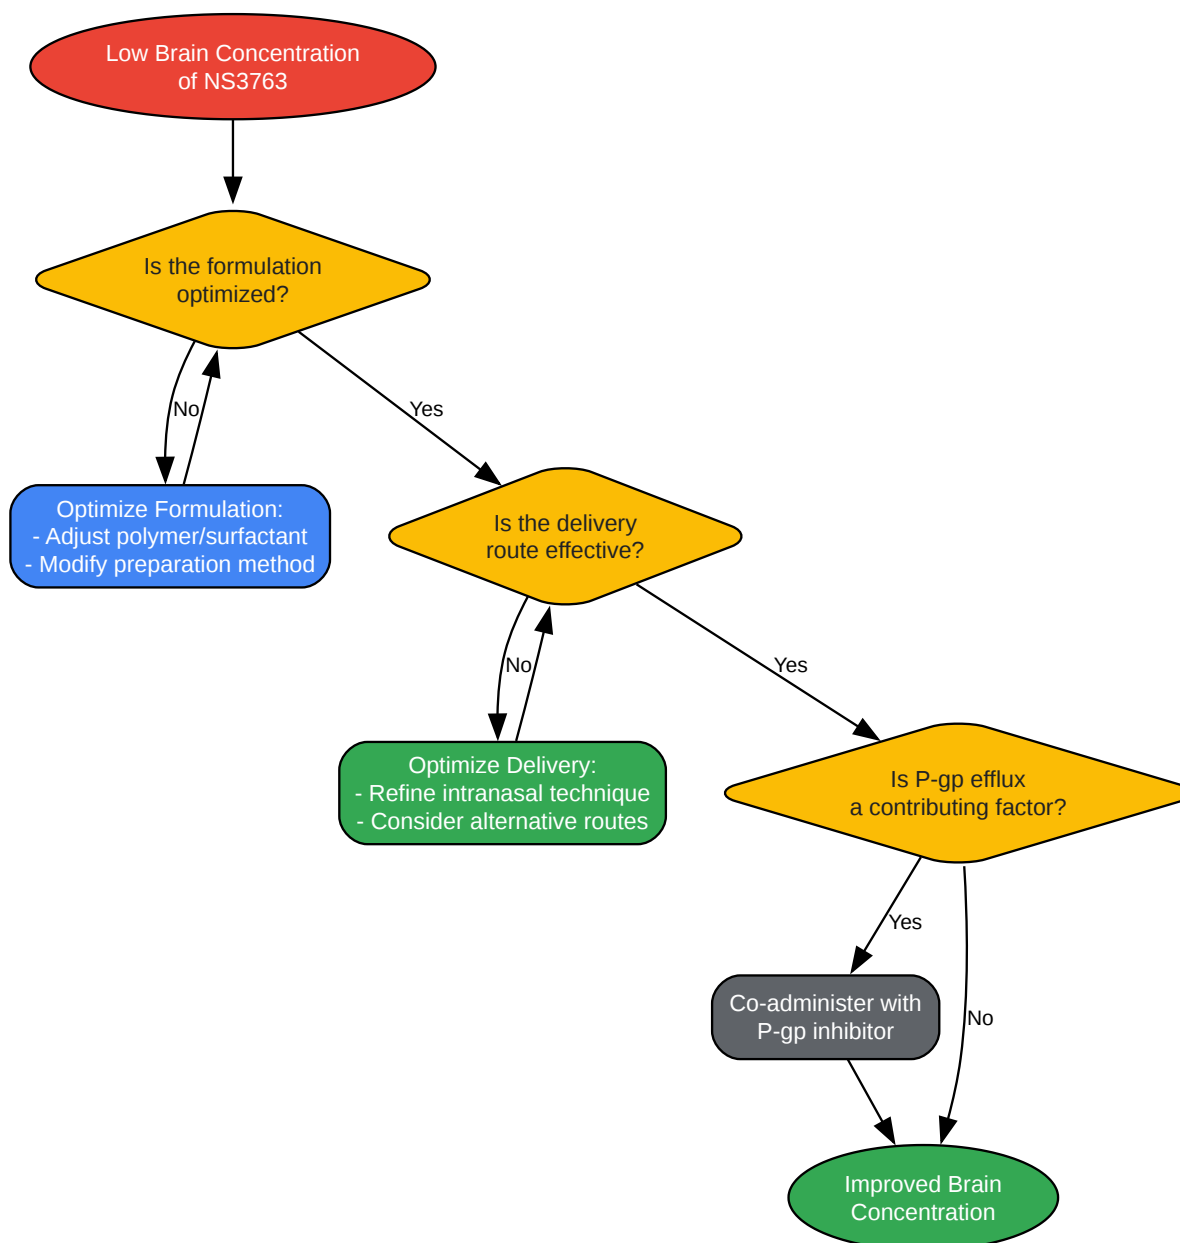 Low Brain Concentration
of NS3763
Is the formulation
optimized?
No
Yes
Optimize Formulation:
- Adjust polymer/surfactant
- Modify preparation method
Is the delivery
route effective?
No
Yes
Optimize Delivery:
- Refine intranasal technique
- Consider alternative routes
Is P-gp efflux
a contributing factor?
Yes
No
Co-administer with
P-gp inhibitor
Improved Brain
Concentration